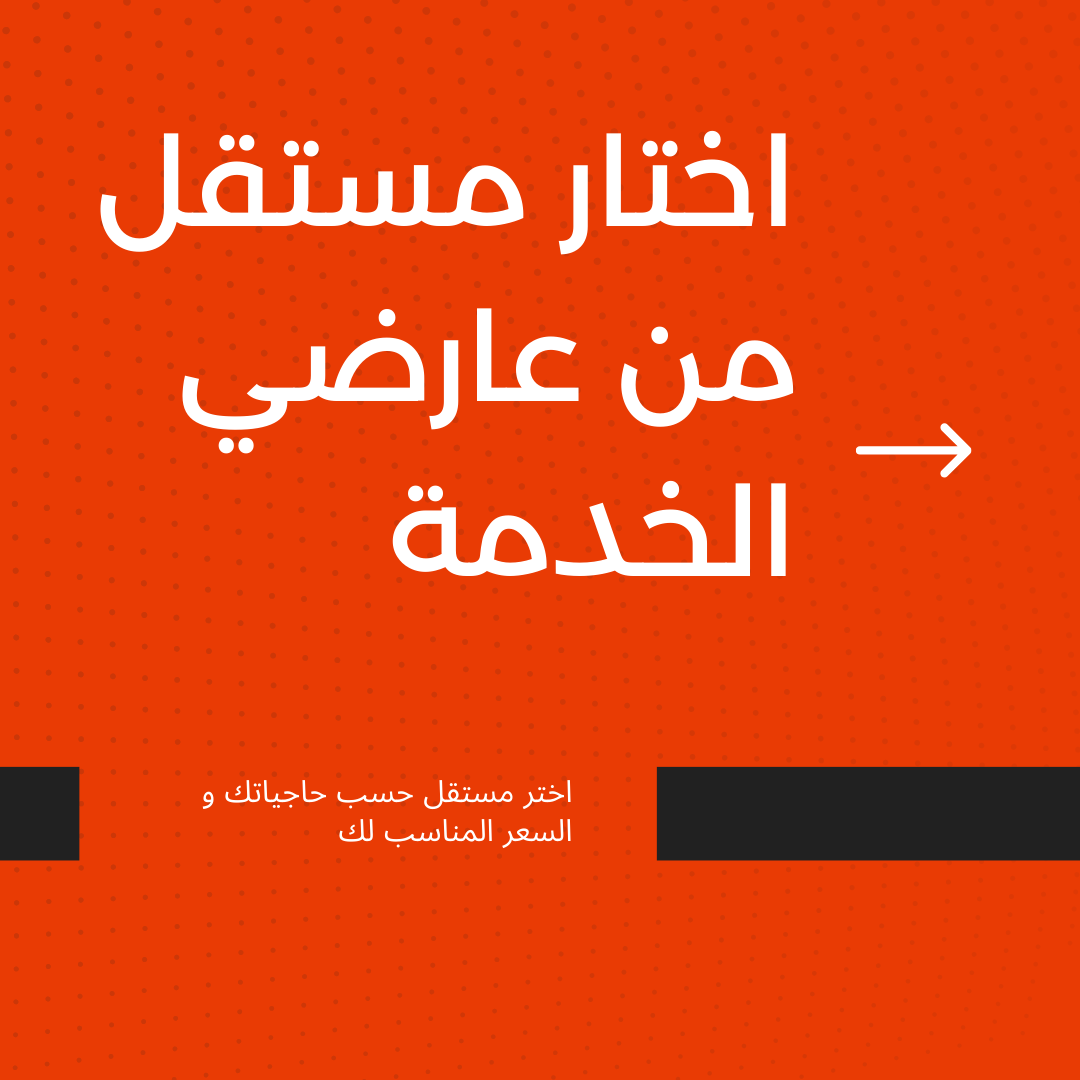 اختار مستقل
من عارضي
الخدمة
اختر مستقل حسب حاجياتك و
السعر المناسب لك